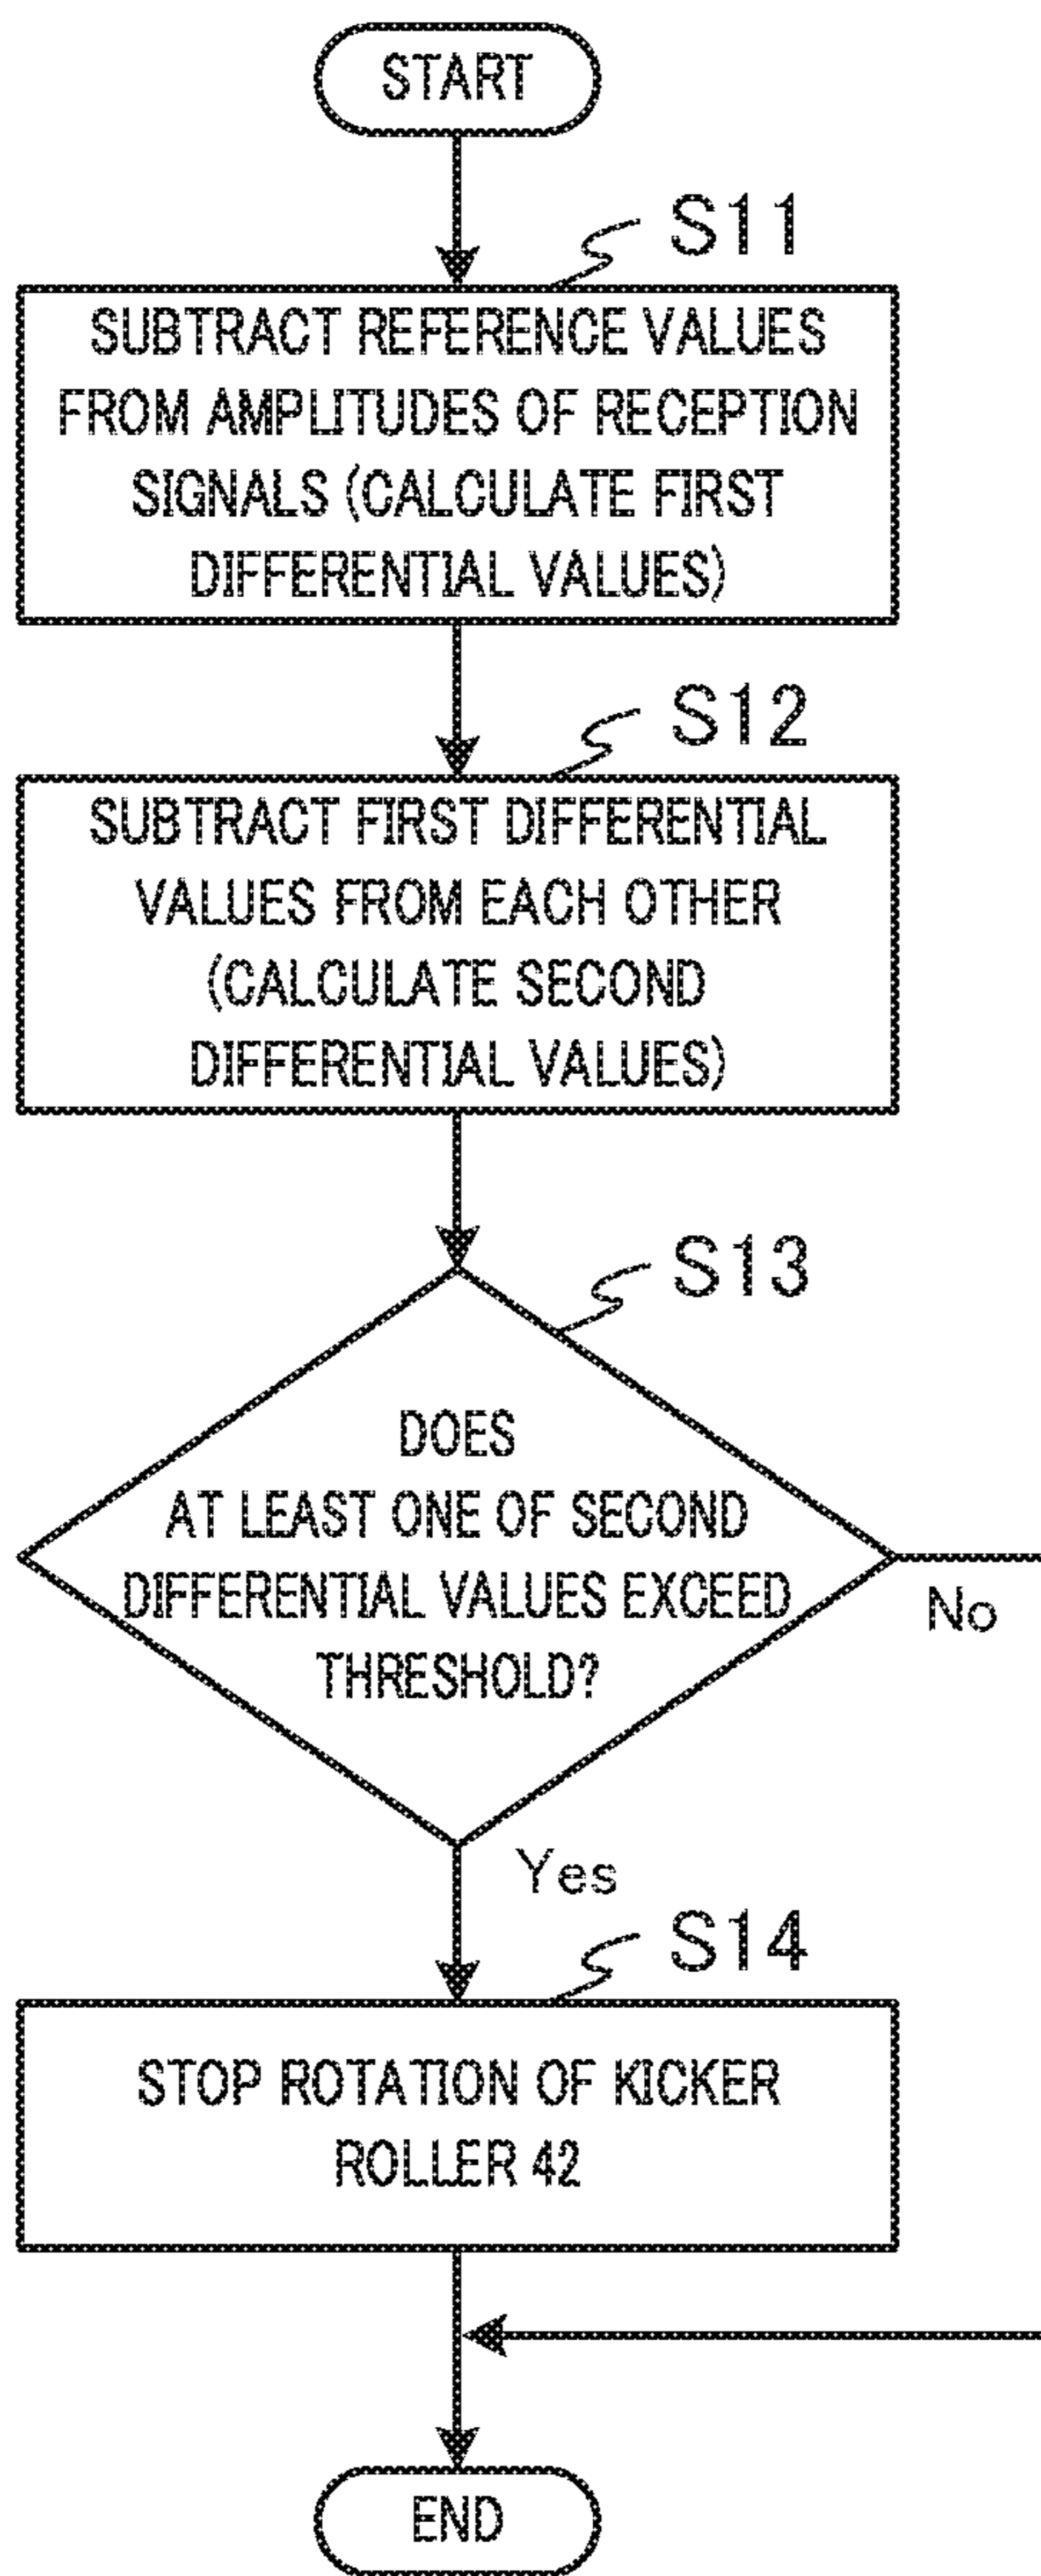 START
S11
SUBTRACT REFERENCE VALUES
FROM AMPLITUDES OF RECEPTION
SIGNALS (CALCULATE FIRST
DIFFERENTIAL VALUES)
S12
SUBTRACT FIRST DIFFERENTIAL
VALUES FROM EACH OTHER
(CALCULATE SECOND
DIFFERENTIAL VALUES)
S13
DOES
AT LEAST ONE OF SECOND
DIFFERENTIAL VALUES EXCEED
THRESHOLD?
No
Yes
S14
STOP ROTATION OF KICKER
ROLLER 42
END